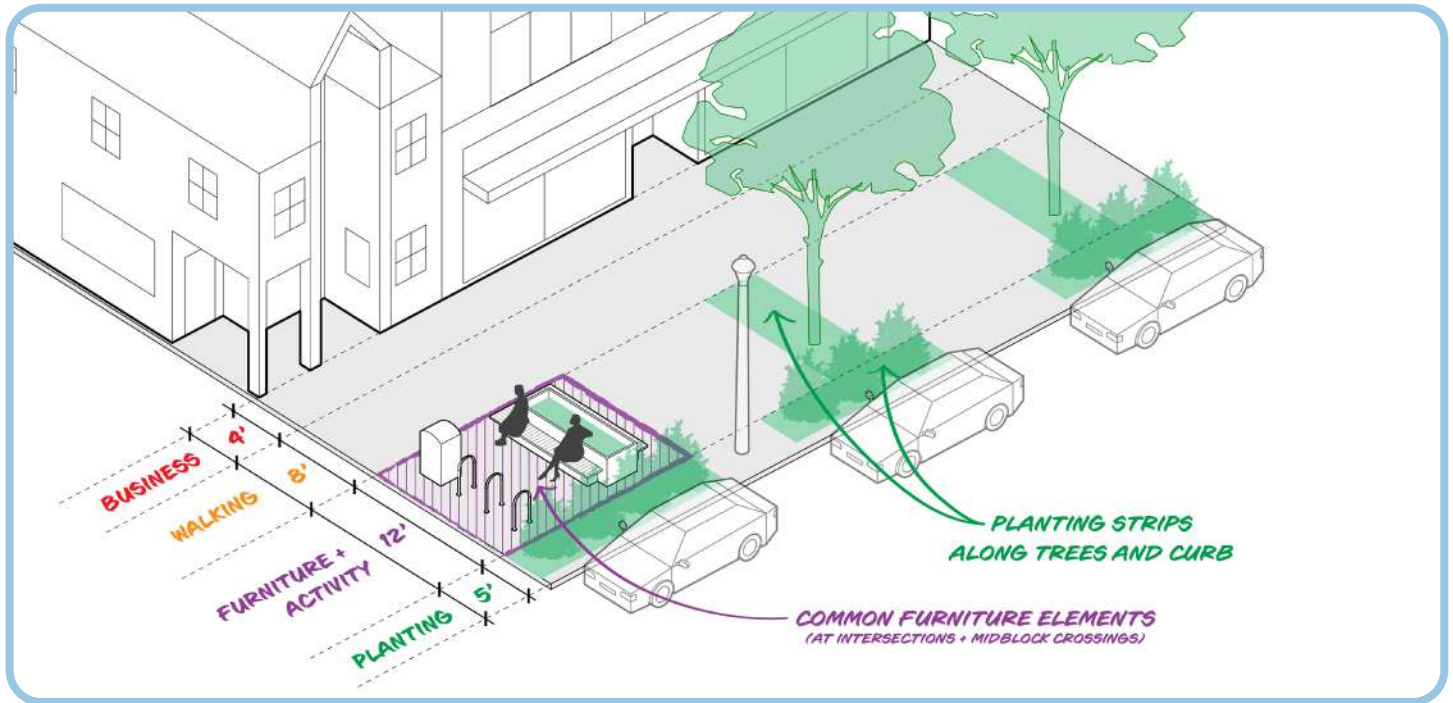 BUSINESS 4'
WALKING 8'
FURNITURE +
ACTIVITY 12'
PLANTING 5'
PLANTING STRIPS
ALONG TREES AND CURB
COMMON FURNITURE ELEMENTS
(AT INTERSECTIONS + MIDBLOCK CROSSINGS)